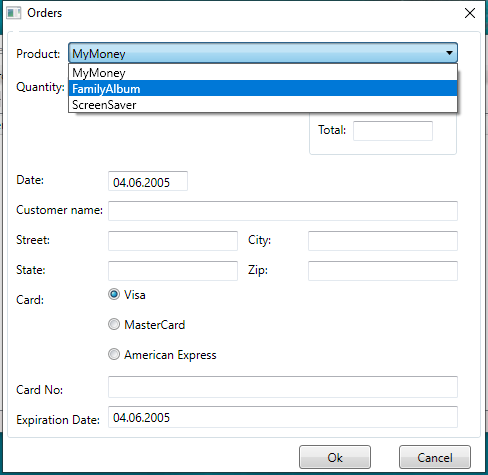 Orders
Product: MyMoney
MyMoney
Quantity: FamilyAlbum
ScreenSaver
Total:
Date: 04.06.2005
Customer name:
Street: City:
State: Zip:
Card: Visa
MasterCard
American Express
Card No:
Expiration Date: 04.06.2005
Ok Cancel